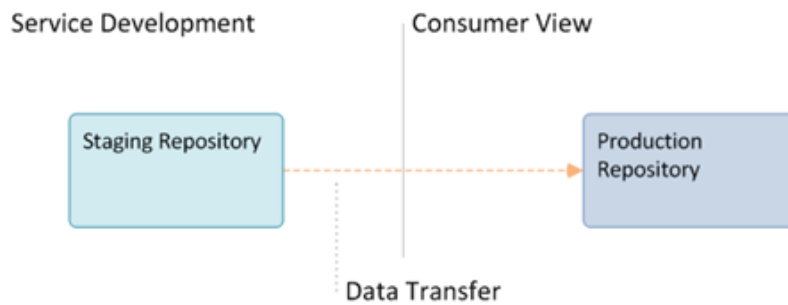 Service Development
Consumer View
Staging Repository
Production
Repository
Data Transfer